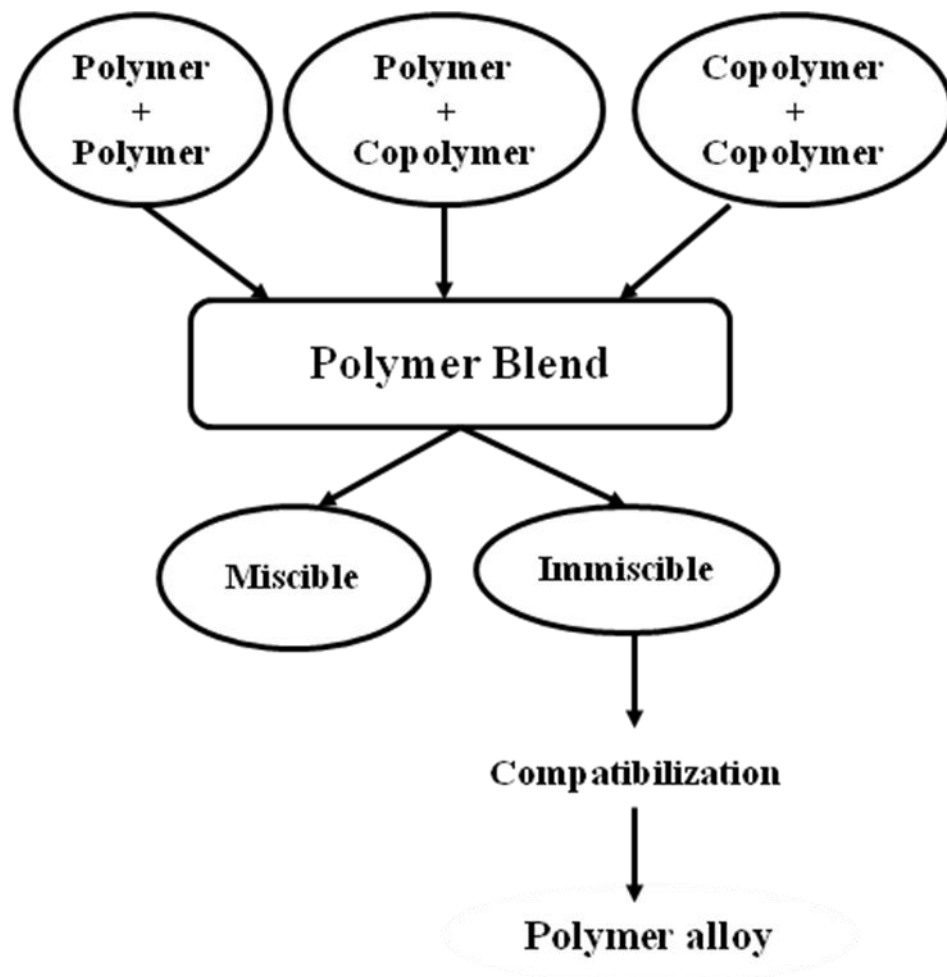 Polymer
+
Polymer
Polymer
+
Copolymer
Copolymer
+
Copolymer
Polymer Blend
Miscible
Immiscible
Compatibilization
Polymer alloy